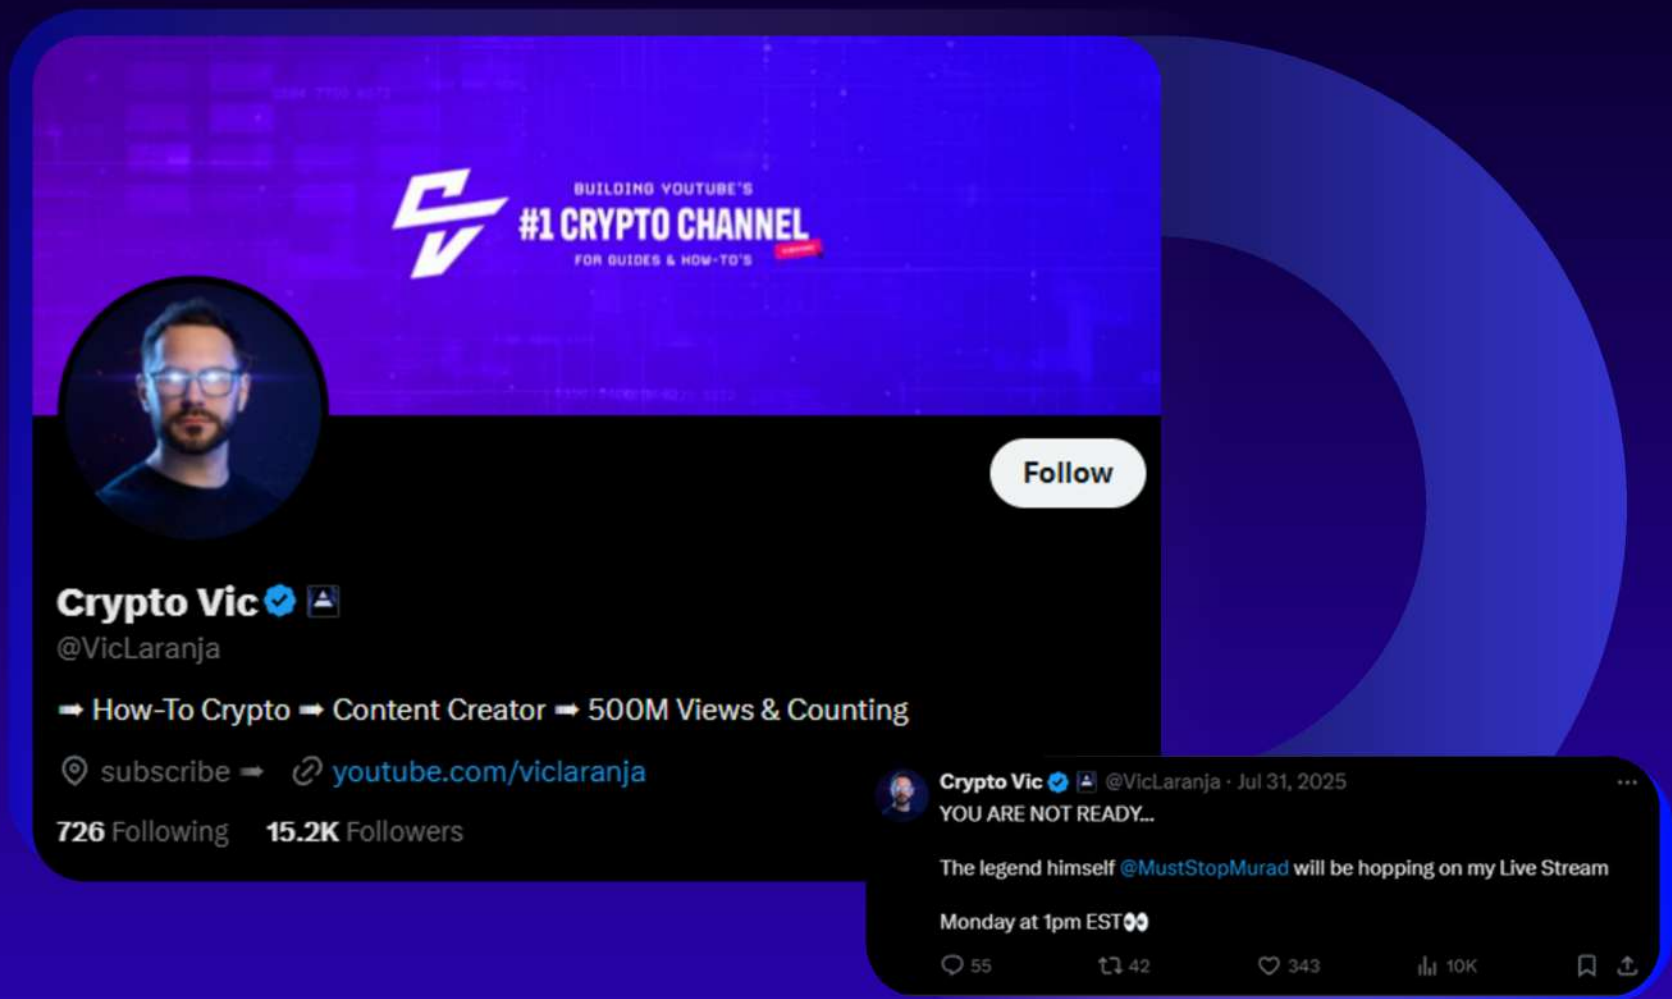 BUILDING YOUTUBE'S
#1 CRYPTO CHANNEL
FOR GUIDES & HOW-TO'S
Follow
Crypto Vic
@VicLaranja
➡ How-To Crypto ➡ Content Creator ➡ 500M Views & Counting
subscribe ➡ youtube.com/viclaranja
726 Following 15.2K Followers
Crypto Vic @VicLaranja · Jul 31, 2025
YOU ARE NOT READY...
The legend himself @MustStopMurad will be hopping on my Live Stream
Monday at 1pm EST👀
55 42 343 10K